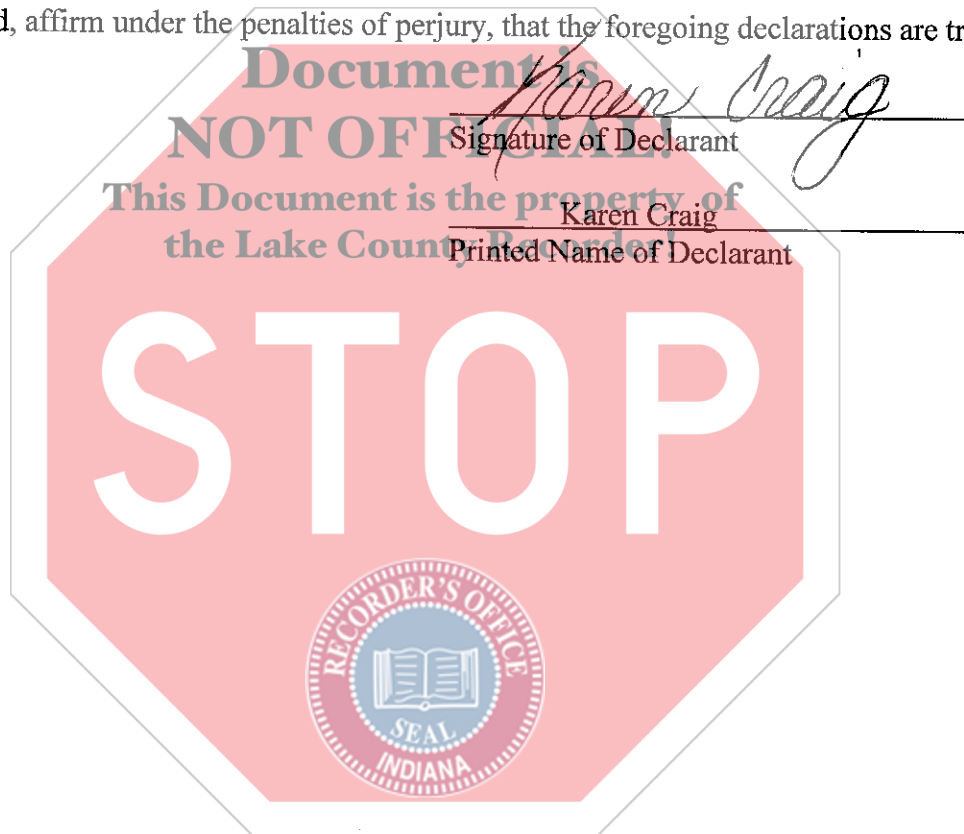 d, affirm under the penalties of perjury, that the foregoing declarations are tr
Document is
Karen Craig
NOT OFFICIAL!
Signature of Declarant
This Document is the property of
Karen Craig
the Lake County Recorder!
Printed Name of Declarant
STOP
RECORDER'S OFFICE
SEAL
INDIANA